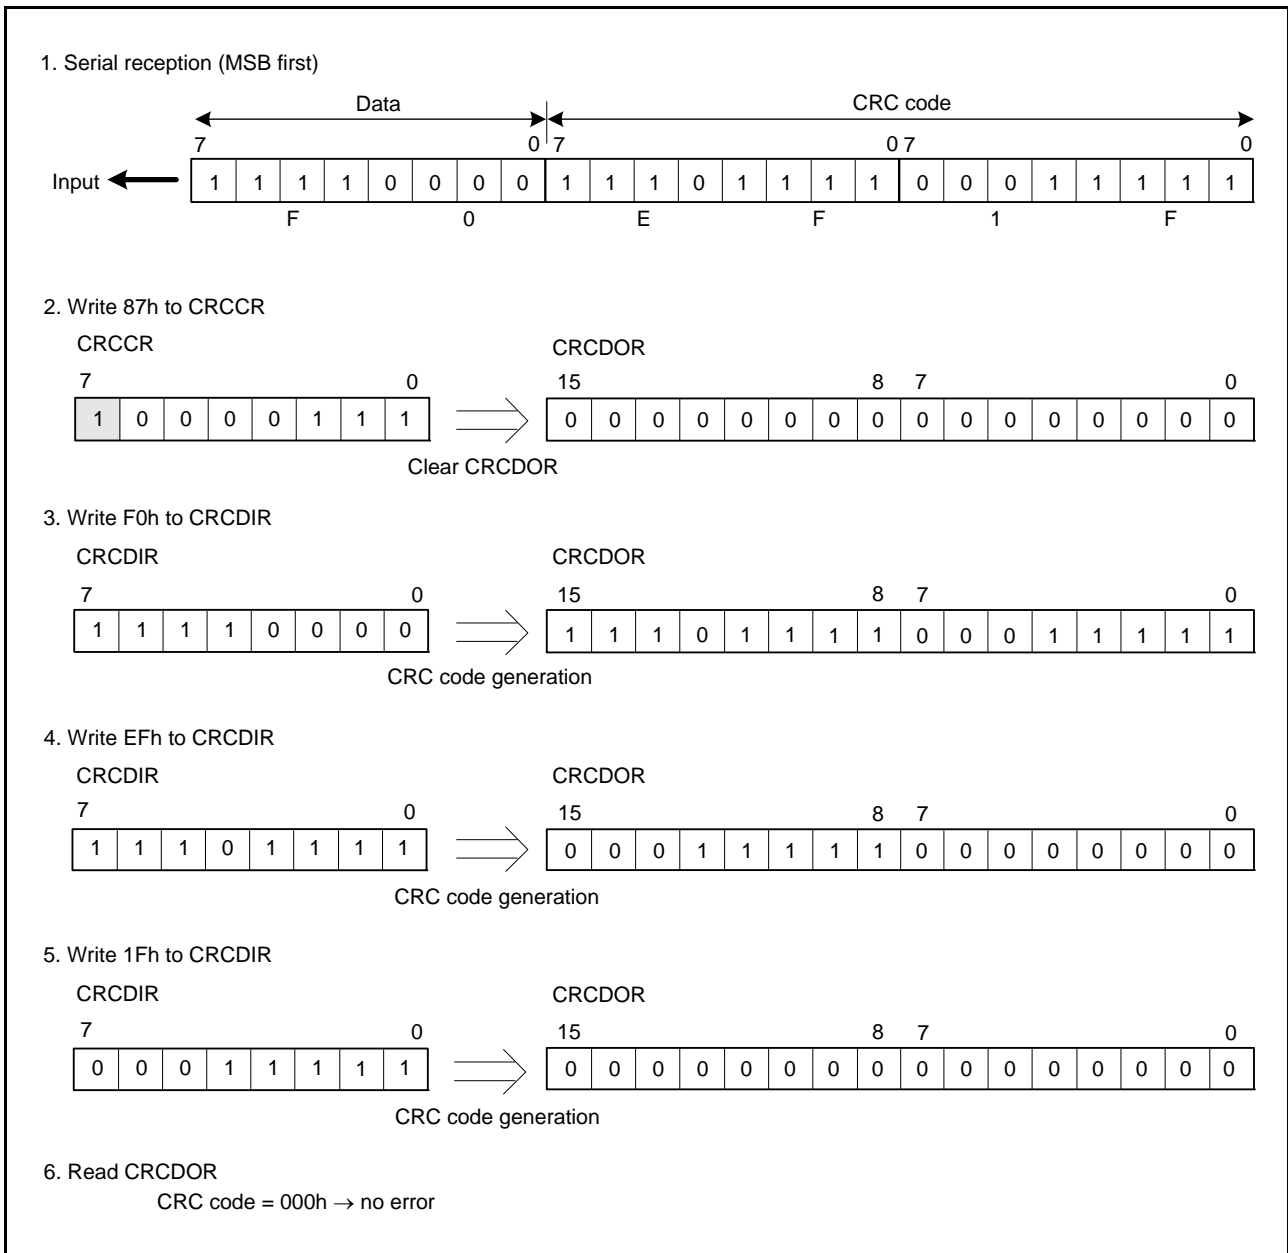 1. Serial reception (MSB first)
Data CRC code
7 0 7 0 7 0
Input 1 1 1 1 0 0 0 0 1 1 1 0 1 1 1 1 0 0 0 1 1 1 1 1
F 0 E F 1 F
2. Write 87h to CRCCR
CRCCR CRCDOR
7 0 15 8 7 0
1 0 0 0 0 1 1 1 0 0 0 0 0 0 0 0 0 0 0 0 0 0 0 0
Clear CRCDOR
3. Write F0h to CRCDIR
CRCDIR CRCDOR
7 0 15 8 7 0
1 1 1 1 0 0 0 0 1 1 1 0 1 1 1 1 0 0 0 1 1 1 1 1
CRC code generation
4. Write EFh to CRCDIR
CRCDIR CRCDOR
7 0 15 8 7 0
1 1 1 0 1 1 1 1 0 0 0 1 1 1 1 1 0 0 0 0 0 0 0 0
CRC code generation
5. Write 1Fh to CRCDIR
CRCDIR CRCDOR
7 0 15 8 7 0
0 0 0 1 1 1 1 1 0 0 0 0 0 0 0 0 0 0 0 0 0 0 0 0
CRC code generation
6. Read CRCDOR
CRC code = 000h → no error